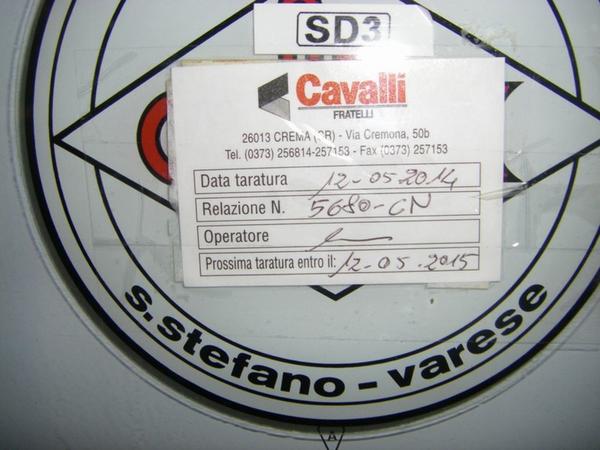 SD3
Cavalli
FRATELLI
26013 CREMA (CR) - Via Cremona, 50b
Tel. (0373) 256814-257153 - Fax (0373) 257153
Data taratura 12-05-2014
Relazione N. 5680-CN
Operatore
Prossima taratura entro il: 12-05-2015
s.stefano - varese
A